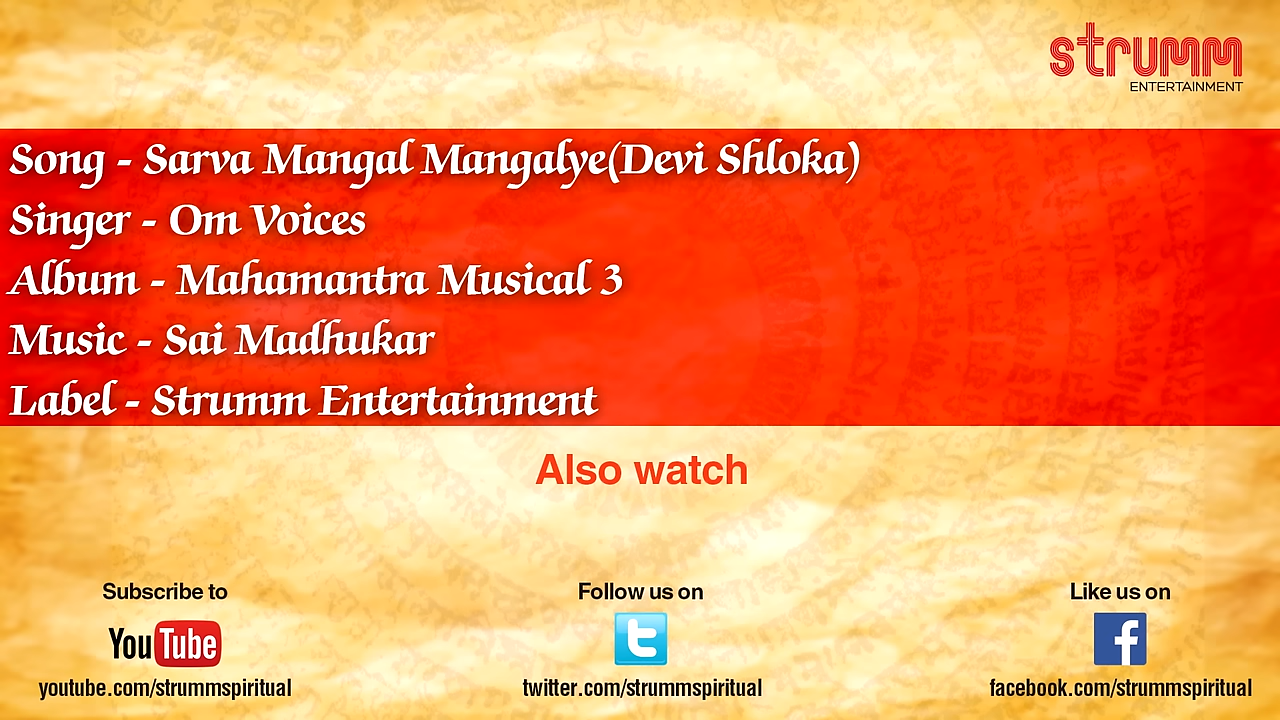 strumm
ENTERTAINMENT
Song - Sarva Mangal Mangalye(Devi Shloka)
Singer - Om Voices
Album - Mahamantra Musical 3
Music - Sai Madhukar
Label - Strumm Entertainment
Also watch
Subscribe to
YouTube
youtube.com/strummspiritual
Follow us on
twitter.com/strummspiritual
Like us on
facebook.com/strummspiritual